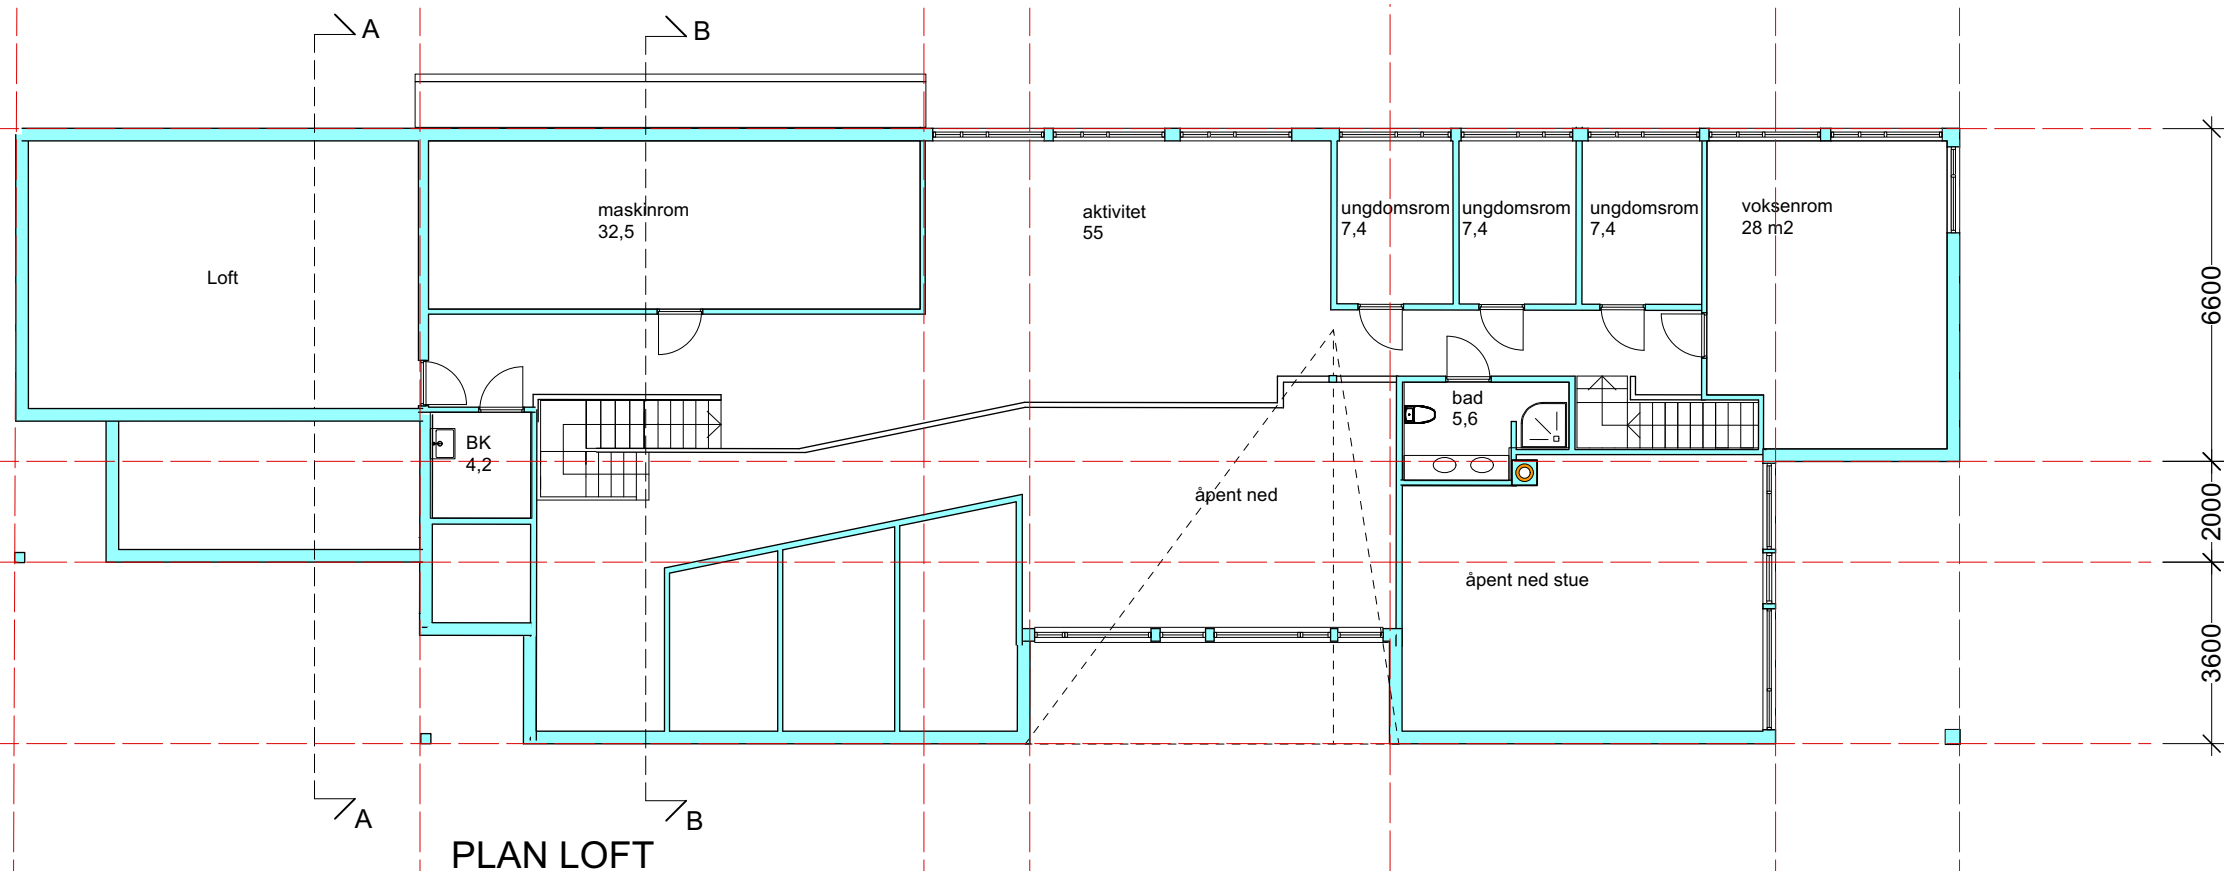 A
B
maskinrom
32,5
aktivitet
55
ungdomsrom
7,4
ungdomsrom
7,4
ungdomsrom
7,4
voksenrom
28 m2
Loft
6600
bad
5,6
BK
4,2
åpent ned
2000
åpent ned stue
3600
A
B
PLAN LOFT